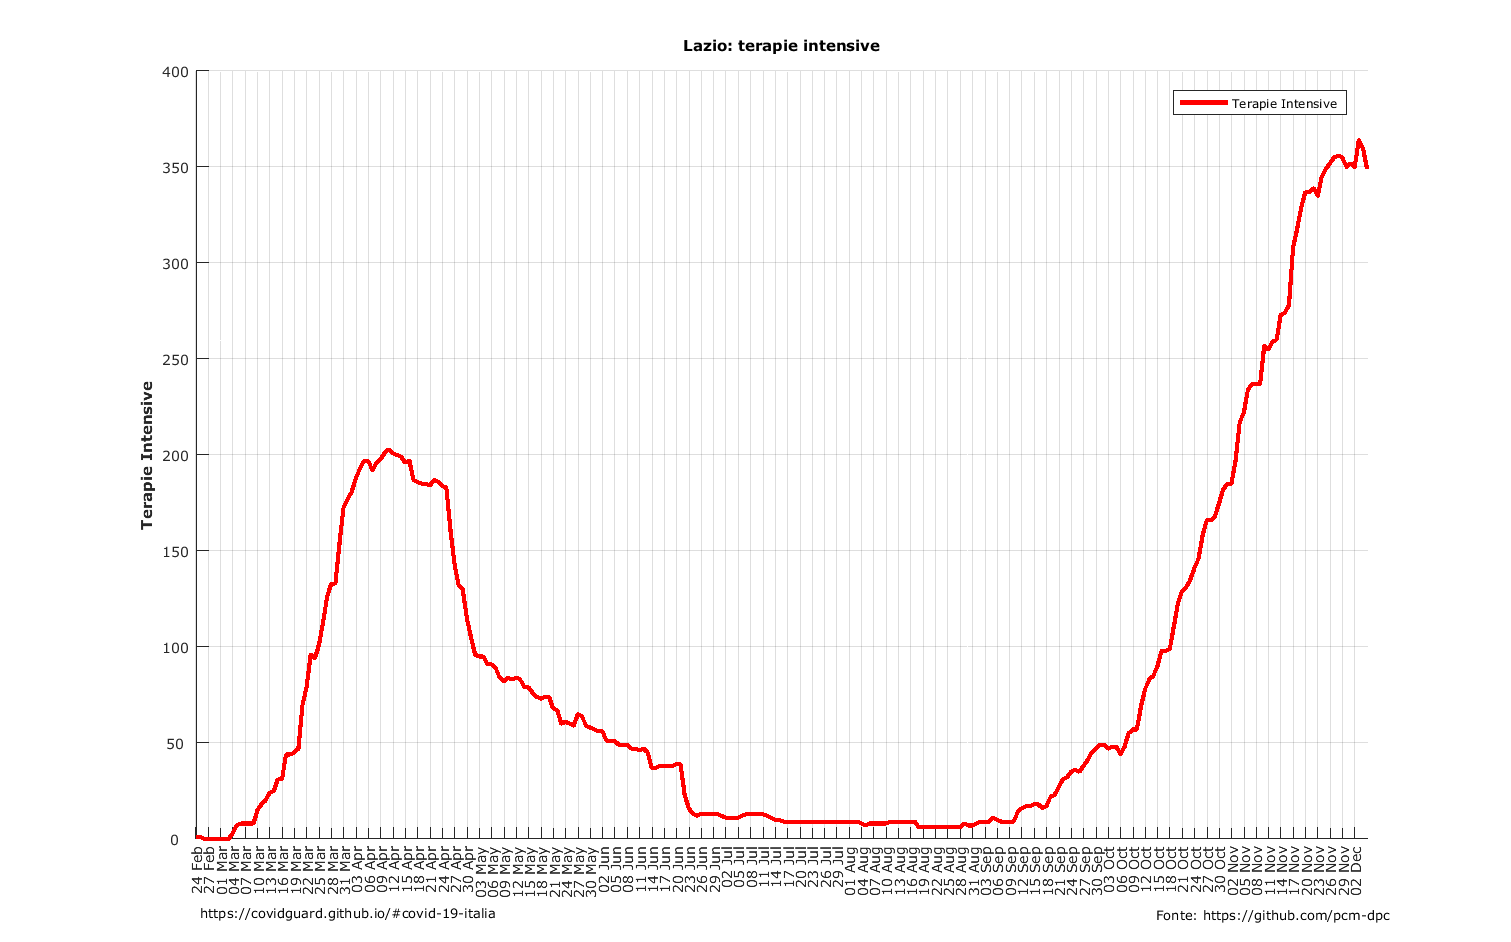 Lazio: terapie intensive
Terapie Intensive
400
350
300
250
200
150
100
50
0
Terapie Intensive
24 Feb
27 Feb
01 Mar
04 Mar
07 Mar
10 Mar
13 Mar
16 Mar
19 Mar
22 Mar
25 Mar
28 Mar
31 Mar
03 Apr
06 Apr
09 Apr
12 Apr
15 Apr
18 Apr
21 Apr
24 Apr
27 Apr
30 Apr
03 May
06 May
09 May
12 May
15 May
18 May
21 May
24 May
27 May
30 May
02 Jun
05 Jun
08 Jun
11 Jun
14 Jun
17 Jun
20 Jun
23 Jun
26 Jun
29 Jun
02 Jul
05 Jul
08 Jul
11 Jul
14 Jul
17 Jul
20 Jul
23 Jul
26 Jul
29 Jul
01 Aug
04 Aug
07 Aug
10 Aug
13 Aug
16 Aug
19 Aug
22 Aug
25 Aug
28 Aug
31 Aug
03 Sep
06 Sep
09 Sep
12 Sep
15 Sep
18 Sep
21 Sep
24 Sep
27 Sep
30 Sep
03 Oct
06 Oct
09 Oct
12 Oct
15 Oct
18 Oct
21 Oct
24 Oct
27 Oct
30 Oct
02 Nov
05 Nov
08 Nov
11 Nov
14 Nov
17 Nov
20 Nov
23 Nov
26 Nov
29 Nov
02 Dec
https://covidguard.github.io/#covid-19-italia
Fonte: https://github.com/pcm-dpc